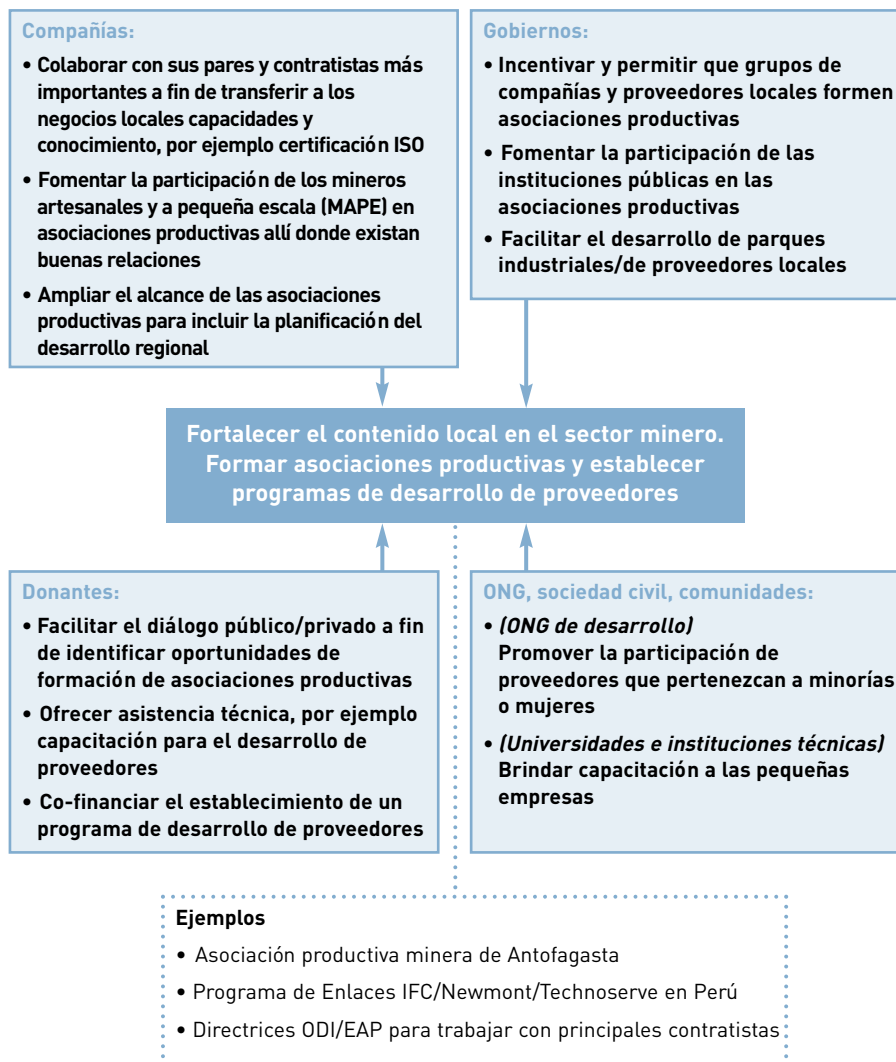 Compañías:
• Colaborar con sus pares y contratistas más
importantes a fin de transferir a los
negocios locales capacidades y
conocimiento, por ejemplo certificación ISO
• Fomentar la participación de los mineros
artesanales y a pequeña escala (MAPE) en
asociaciones productivas allí donde existan
buenas relaciones
• Ampliar el alcance de las asociaciones
productivas para incluir la planificación del
desarrollo regional
Gobiernos:
• Incentivar y permitir que grupos de
compañías y proveedores locales formen
asociaciones productivas
• Fomentar la participación de las
instituciones públicas en las
asociaciones productivas
• Facilitar el desarrollo de parques
industriales/de proveedores locales
Fortalecer el contenido local en el sector minero.
Formar asociaciones productivas y establecer
programas de desarrollo de proveedores
Donantes:
• Facilitar el diálogo público/privado a fin
de identificar oportunidades de
formación de asociaciones productivas
• Ofrecer asistencia técnica, por ejemplo
capacitación para el desarrollo de
proveedores
• Co-financiar el establecimiento de un
programa de desarrollo de proveedores
ONG, sociedad civil, comunidades:
• (ONG de desarrollo)
Promover la participación de
proveedores que pertenezcan a minorías
o mujeres
• (Universidades e instituciones técnicas)
Brindar capacitación a las pequeñas
empresas
Ejemplos
• Asociación productiva minera de Antofagasta
• Programa de Enlaces IFC/Newmont/Technoserve en Perú
• Directrices ODI/EAP para trabajar con principales contratistas